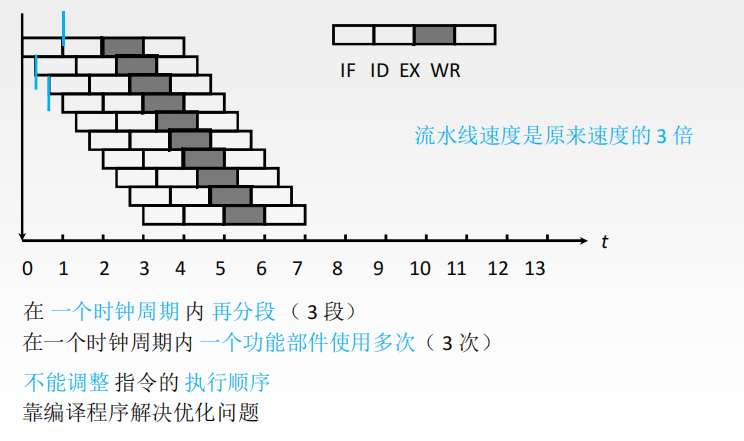 IF ID EX WR
流水线速度是原来速度的 3 倍
t
0 1 2 3 4 5 6 7 8 9 10 11 12 13
在 一个时钟周期 内 再分段 （ 3 段）
在一个时钟周期内 一个功能部件使用多次（ 3 次）
不能调整 指令的 执行顺序
靠编译程序解决优化问题